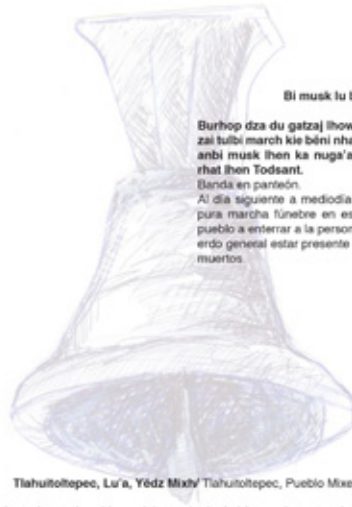 Bi musk lu b
Burhop dza du gatzaj lhow
zai tulbi march kie bëni nha
anbi musk lhen ka nuga'a
rhat lhen Todsant.
Banda en panteón.
Al día siguiente a mediodía
pura marcha fúnebre en es
pueblo a enterrar a la person
erdo general estar presente
muertos.
Tlahuitoltepec, Lu'a, Yëdz Mixh/ Tlahuitoltepec, Pueblo Mixe